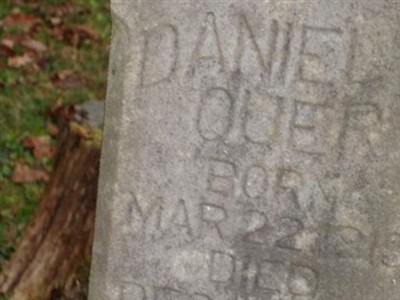 DANIEL
QUER
BORN
MAR 22
DIED